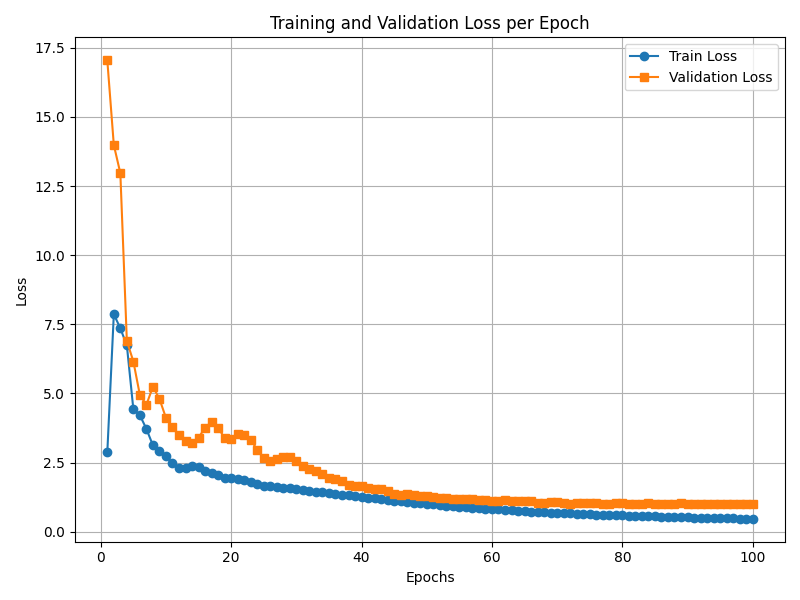 Training and Validation Loss per Epoch
Train Loss
Validation Loss
17.5
15.0
12.5
10.0
7.5
5.0
2.5
0.0
Loss
0 20 40 60 80 100
Epochs